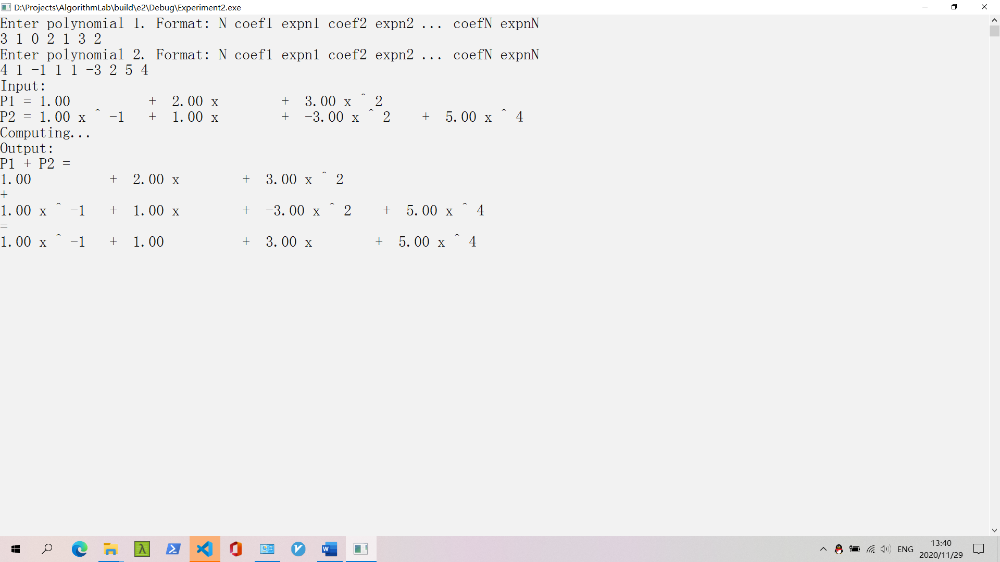 D:\Projects\AlgorithmLab\build\e2\Debug\Experiment2.exe
Enter polynomial 1. Format: N coef1 expn1 coef2 expn2 ... coefN expnN
3 1 0 2 1 3 2
Enter polynomial 2. Format: N coef1 expn1 coef2 expn2 ... coefN expnN
4 1 -1 1 1 -3 2 5 4
Input:
P1 = 1.00          +  2.00 x        +  3.00 x ^ 2
P2 = 1.00 x ^ -1   +  1.00 x        +  -3.00 x ^ 2    +  5.00 x ^ 4
Computing...
Output:
P1 + P2 =
1.00          +  2.00 x        +  3.00 x ^ 2
+
1.00 x ^ -1   +  1.00 x        +  -3.00 x ^ 2    +  5.00 x ^ 4
=
1.00 x ^ -1   +  1.00          +  3.00 x        +  5.00 x ^ 4
ENG
13:40
2020/11/29